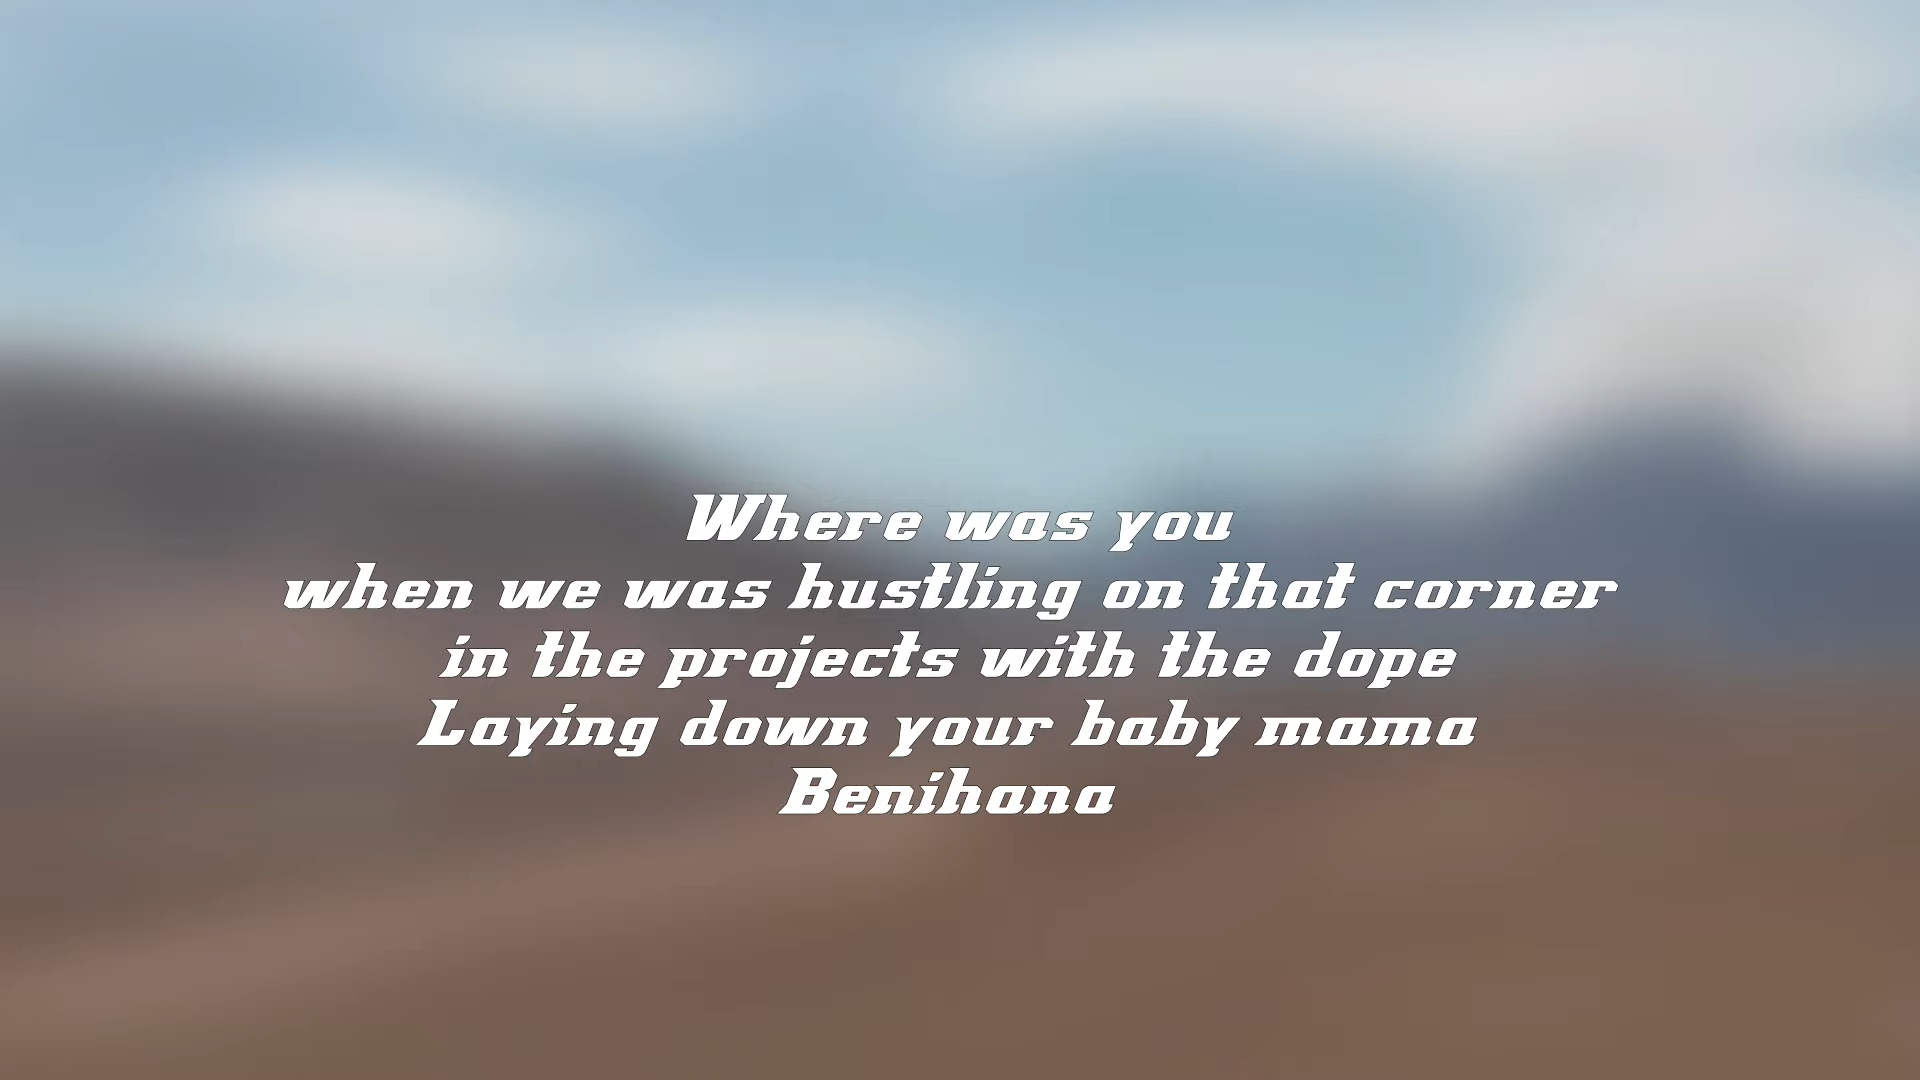 Where was you
when we was hustling on that corner
in the projects with the dope
Laying down your baby mama
Benihana